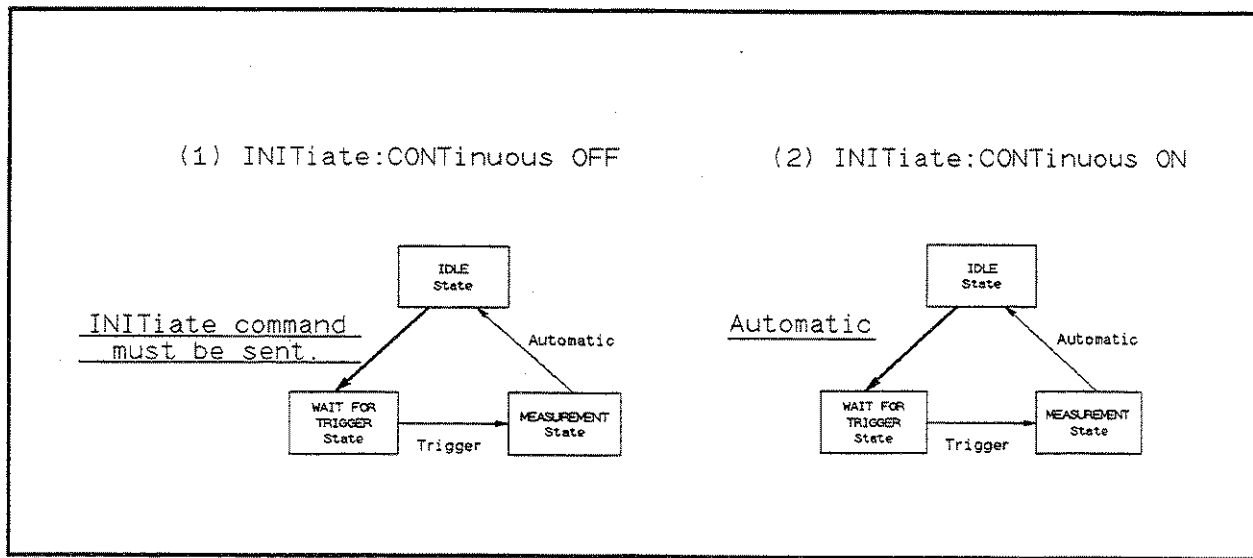 (1) INITiate:CONTinuous OFF
IDLE
State
INITiate command
must be sent.
Automatic
WAIT FOR
TRIGGER
State
Trigger
MEASUREMENT
State
(2) INITiate:CONTinuous ON
IDLE
State
Automatic
Automatic
WAIT FOR
TRIGGER
State
Trigger
MEASUREMENT
State